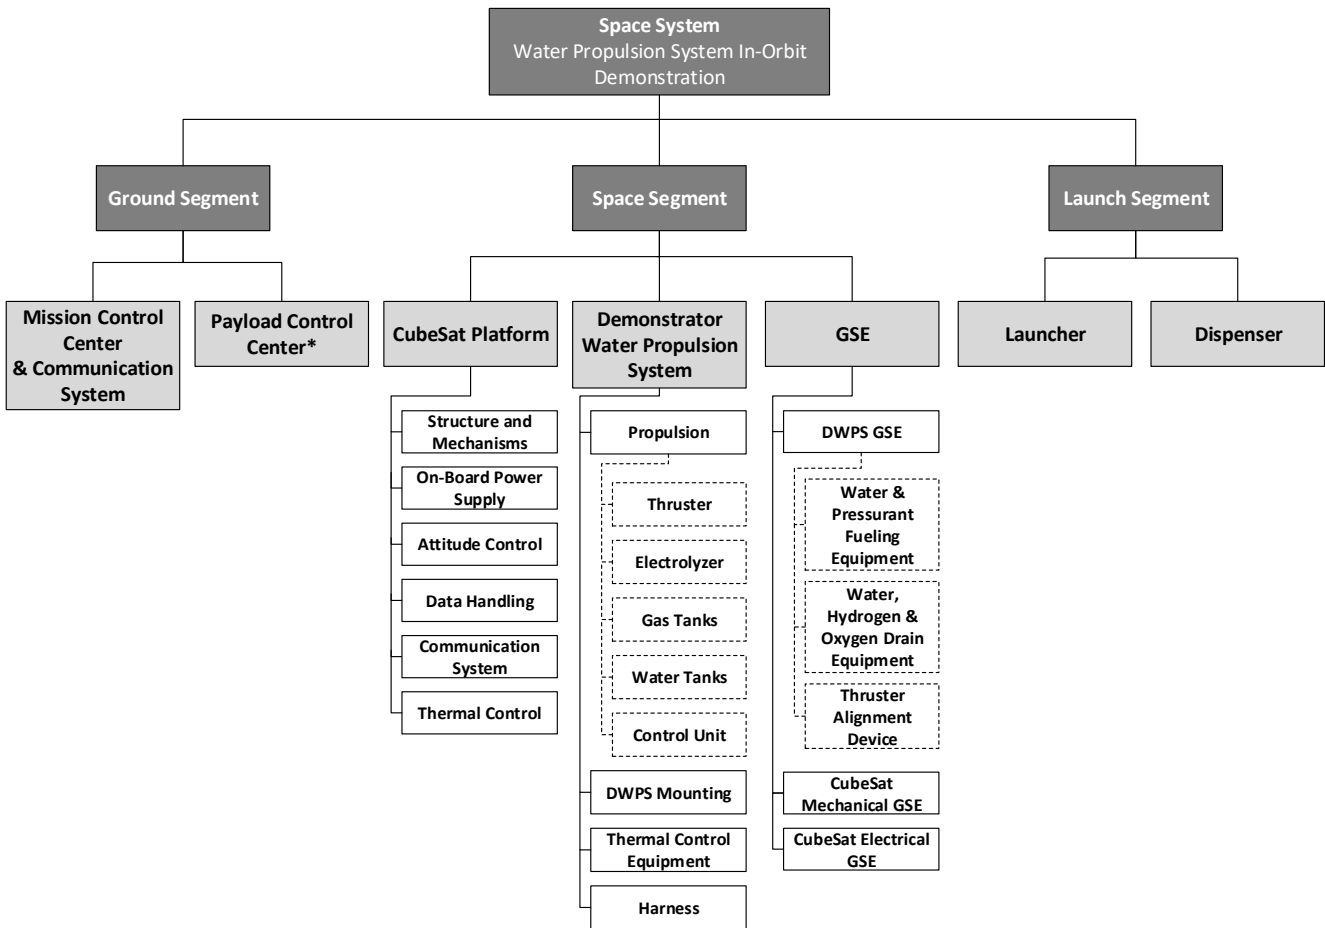 Space System
Water Propulsion System In-Orbit
Demonstration
Ground Segment
Space Segment
Launch Segment
Mission Control
Center
& Communication
System
Payload Control
Center*
CubeSat Platform
Demonstrator
Water Propulsion
System
GSE
Launcher
Dispenser
Structure and
Mechanisms
On-Board Power
Supply
Attitude Control
Data Handling
Communication
System
Thermal Control
Propulsion
Thruster
Electrolyzer
Gas Tanks
Water Tanks
Control Unit
DWPS Mounting
Thermal Control
Equipment
Harness
DWPS GSE
Water &
Pressurant
Fueling
Equipment
Water,
Hydrogen &
Oxygen Drain
Equipment
Thruster
Alignment
Device
CubeSat
Mechanical GSE
CubeSat Electrical
GSE